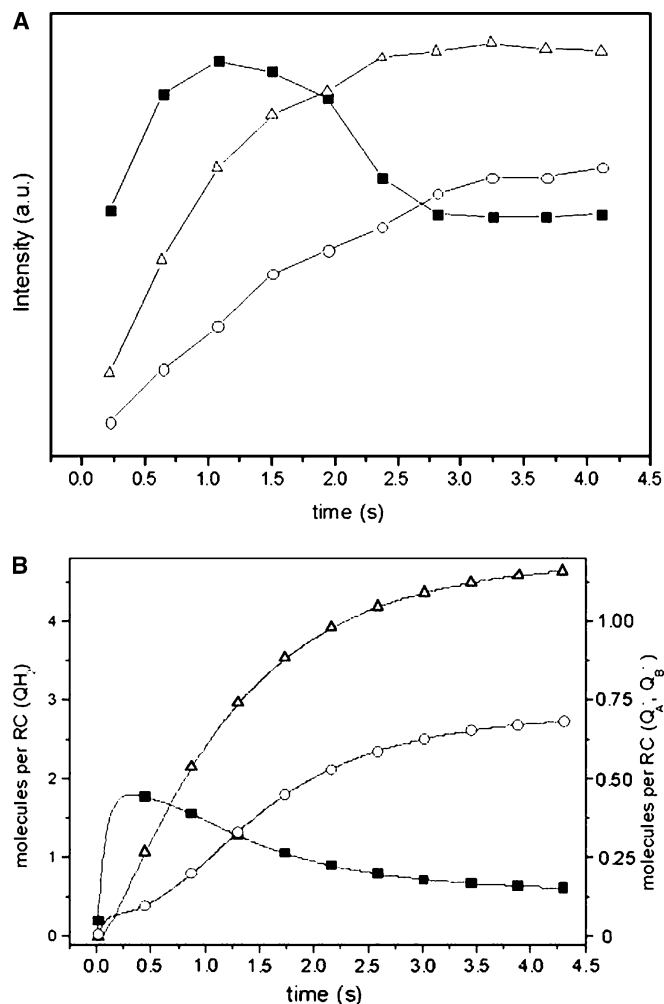 A
Intensity (a.u.)
0.0 0.5 1.0 1.5 2.0 2.5 3.0 3.5 4.0 4.5
time (s)
B
molecules per RC (QH
4
3
2
1
0
1.00
0.75
0.50
0.25
0
molecules per RC (Q_A^-, Q_B^-)
0.0 0.5 1.0 1.5 2.0 2.5 3.0 3.5 4.0 4.5
time (s)